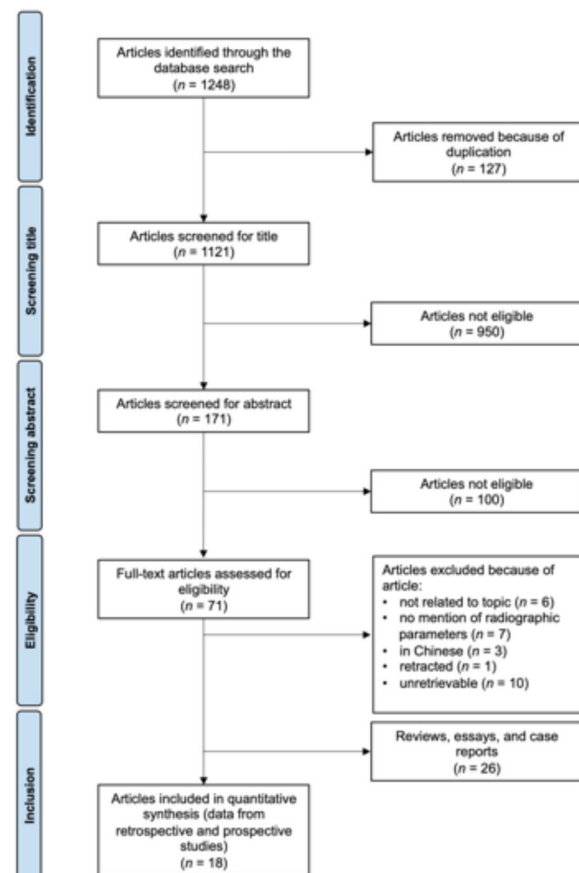 Identification
Articles identified through the
database search
(n = 1248)
Articles removed because of
duplication
(n = 127)
Screening title
Articles screened for title
(n = 1121)
Articles not eligible
(n = 950)
Screening abstract
Articles screened for abstract
(n = 171)
Articles not eligible
(n = 100)
Eligibility
Full-text articles assessed for
eligibility
(n = 71)
Articles excluded because of
article:
• not related to topic (n = 6)
• no mention of radiographic
parameters (n = 7)
• in Chinese (n = 3)
• retracted (n = 1)
• unretrievable (n = 10)
Inclusion
Reviews, essays, and case
reports
(n = 26)
Articles included in quantitative
synthesis (data from
retrospective and prospective
studies)
(n = 18)